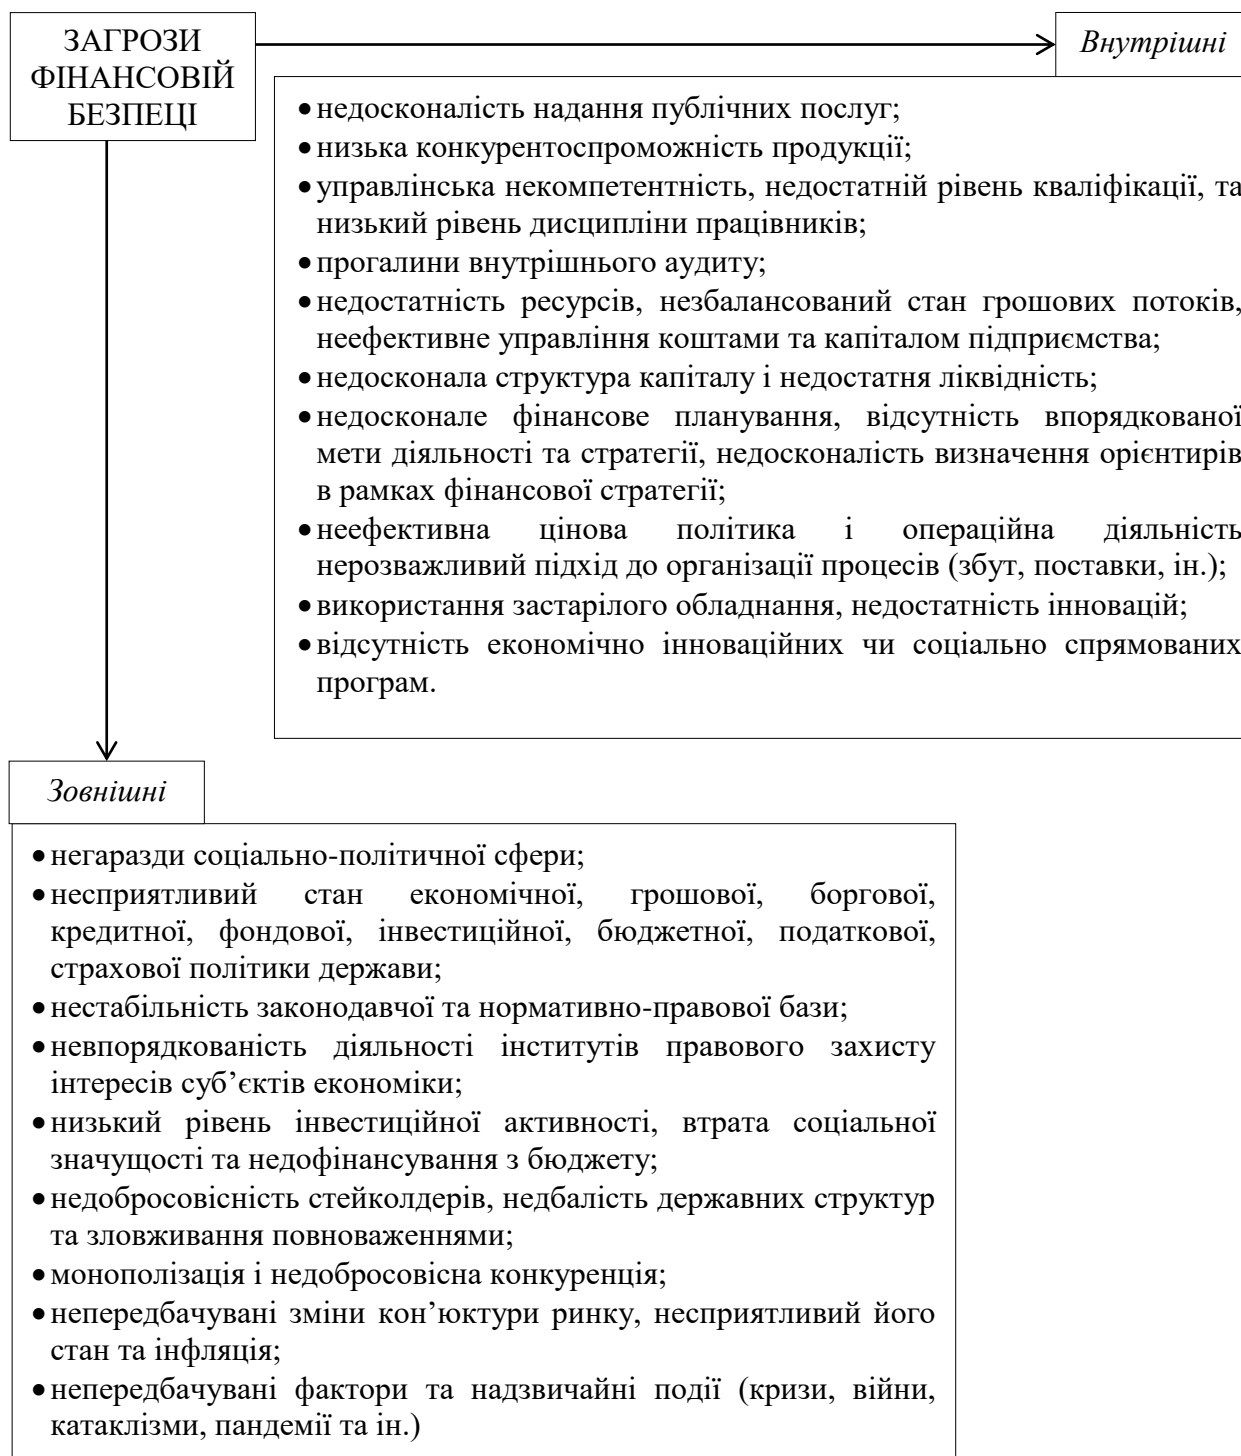 ЗАГРОЗИ
ФІНАНСОВІЙ
БЕЗПЕЦІ
Внутрішні
• недосконалість надання публічних послуг;
• низька конкурентоспроможність продукції;
• управлінська некомпетентність, недостатній рівень кваліфікації, та
низький рівень дисципліни працівників;
• прогалини внутрішнього аудиту;
• недостатність ресурсів, незбалансований стан грошових потоків,
неефективне управління коштами та капіталом підприємства;
• недосконала структура капіталу і недостатня ліквідність;
• недосконале фінансове планування, відсутність впорядкованої
мети діяльності та стратегії, недосконалість визначення орієнтирів
в рамках фінансової стратегії;
• неефективна цінова політика і операційна діяльність
нерозважливий підхід до організації процесів (збут, поставки, ін.);
• використання застарілого обладнання, недостатність інновацій;
• відсутність економічно інноваційних чи соціально спрямованих
програм.
Зовнішні
• негаразди соціально-політичної сфери;
• несприятливий стан економічної, грошової, боргової,
кредитної, фондової, інвестиційної, бюджетної, податкової,
страхової політики держави;
• нестабільність законодавчої та нормативно-правової бази;
• невпорядкованість діяльності інститутів правового захисту
інтересів суб’єктів економіки;
• низький рівень інвестиційної активності, втрата соціальної
значущості та недофінансування з бюджету;
• недобросовісність стейколдерів, недбалість державних структур
та зловживання повноваженнями;
• монополізація і недобросовісна конкуренція;
• непередбачувані зміни кон’юктури ринку, несприятливий його
стан та інфляція;
• непередбачувані фактори та надзвичайні події (кризи, війни,
катаклізми, пандемії та ін.)